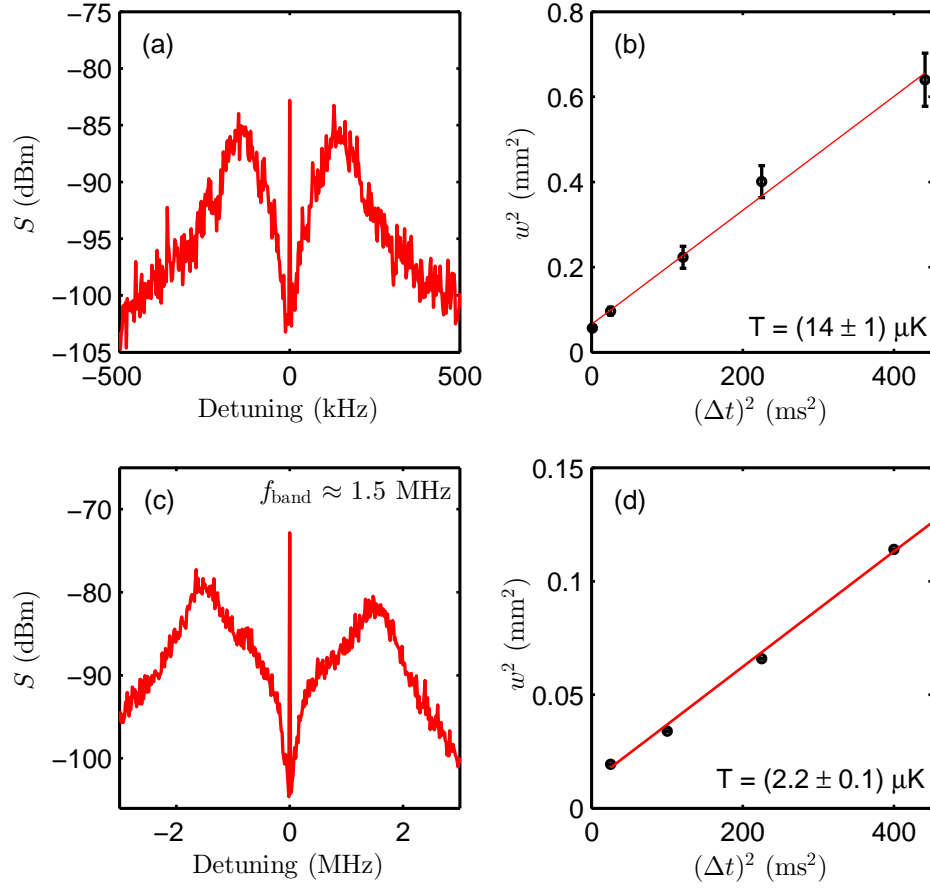 (a)
S (dBm)
−75
−80
−85
−90
−95
−100
−105
−500
0
500
Detuning (kHz)
(b)
w² (mm²)
0.8
0.6
0.4
0.2
0
T = (14 ± 1) μK
0
200
400
(Δt)² (ms²)
(c)
f_band ≈ 1.5 MHz
S (dBm)
−70
−80
−90
−100
−2
0
2
Detuning (MHz)
(d)
w² (mm²)
0.15
0.1
0.05
0
T = (2.2 ± 0.1) μK
0
200
400
(Δt)² (ms²)